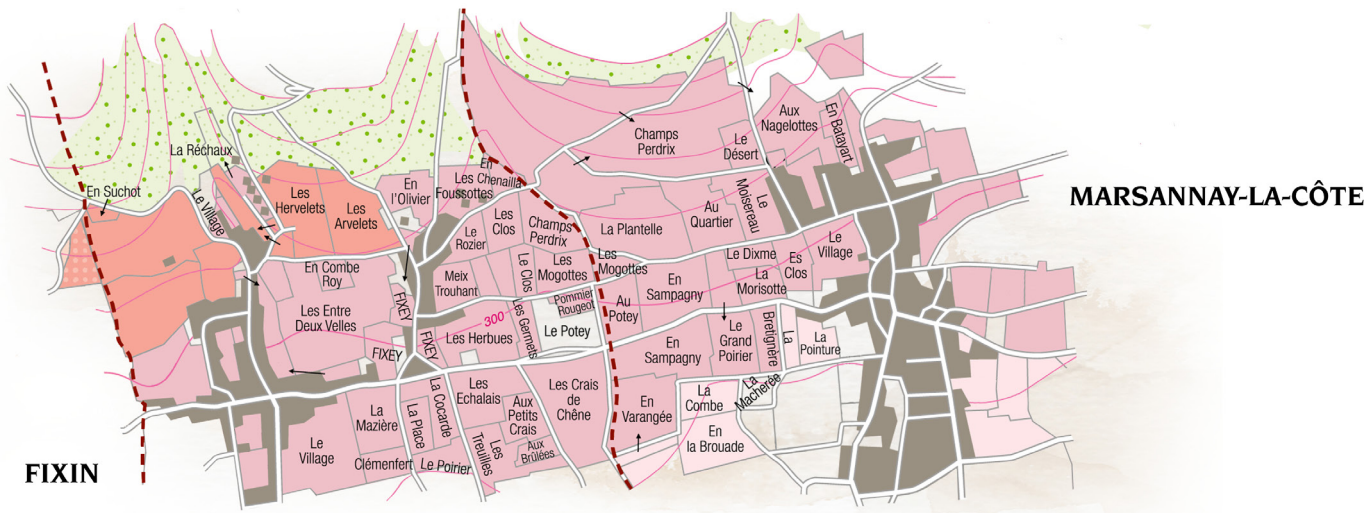 Champs
Perdrix
Aux
Nagelottes
En Batayart
Le
Désert
La Réchaux
En Suchot
Le Village
Les
Hervelets
Les
Arvelets
En
l'Olivier
En
Les Chenailla
Foussottes
Le
Rozier
Les
Clos
Champs
Perdrix
La Plantelle
Au
Quartier
Le
Moisereau
MARSANNAY-LA-CÔTE
En Combe
Roy
Les Entre
Deux Velles
FIXEY
FIXEY
FIXEY
Meix
Trouhant
Le Clos
Les
Mogottes
Les
Mogottes
Pommier
Rougeot
Le Potey
300
Les Herbues
Les Germets
Au
Potey
En
Sampagny
Le Dixme
La
Morisotte
Es
Clos
Le
Village
En
Sampagny
Le
Grand
Poirier
Bretignère
La
La
Pointure
La
Macherée
La
Combe
En
la Brouade
En
Varangée
Les Crais
de
Chêne
Les
Echalais
Aux
Petits
Crais
Aux
Brûlées
Les
Treuilles
La Cocarde
La Place
La
Mazière
Clémenfert
Le Poirier
Le
Village
FIXIN